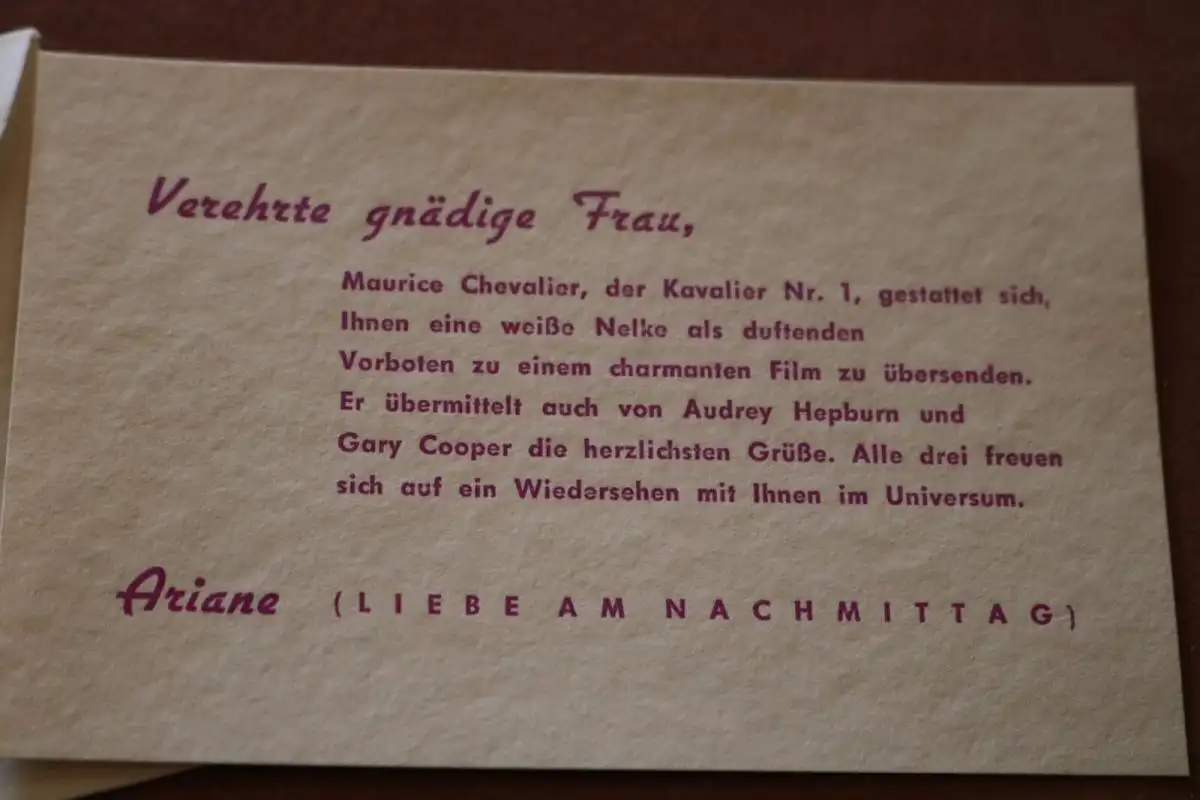 Verehrte gnädige Frau,
Maurice Chevalier, der Kavalier Nr. 1, gestattet sich,
Ihnen eine weiße Nelke als duftenden
Vorboten zu einem charmanten Film zu übersenden.
Er übermittelt auch von Audrey Hepburn und
Gary Cooper die herzlichsten Grüße. Alle drei freuen
sich auf ein Wiedersehen mit Ihnen im Universum.
Ariane (LIEBE AM NACHMITTAG)